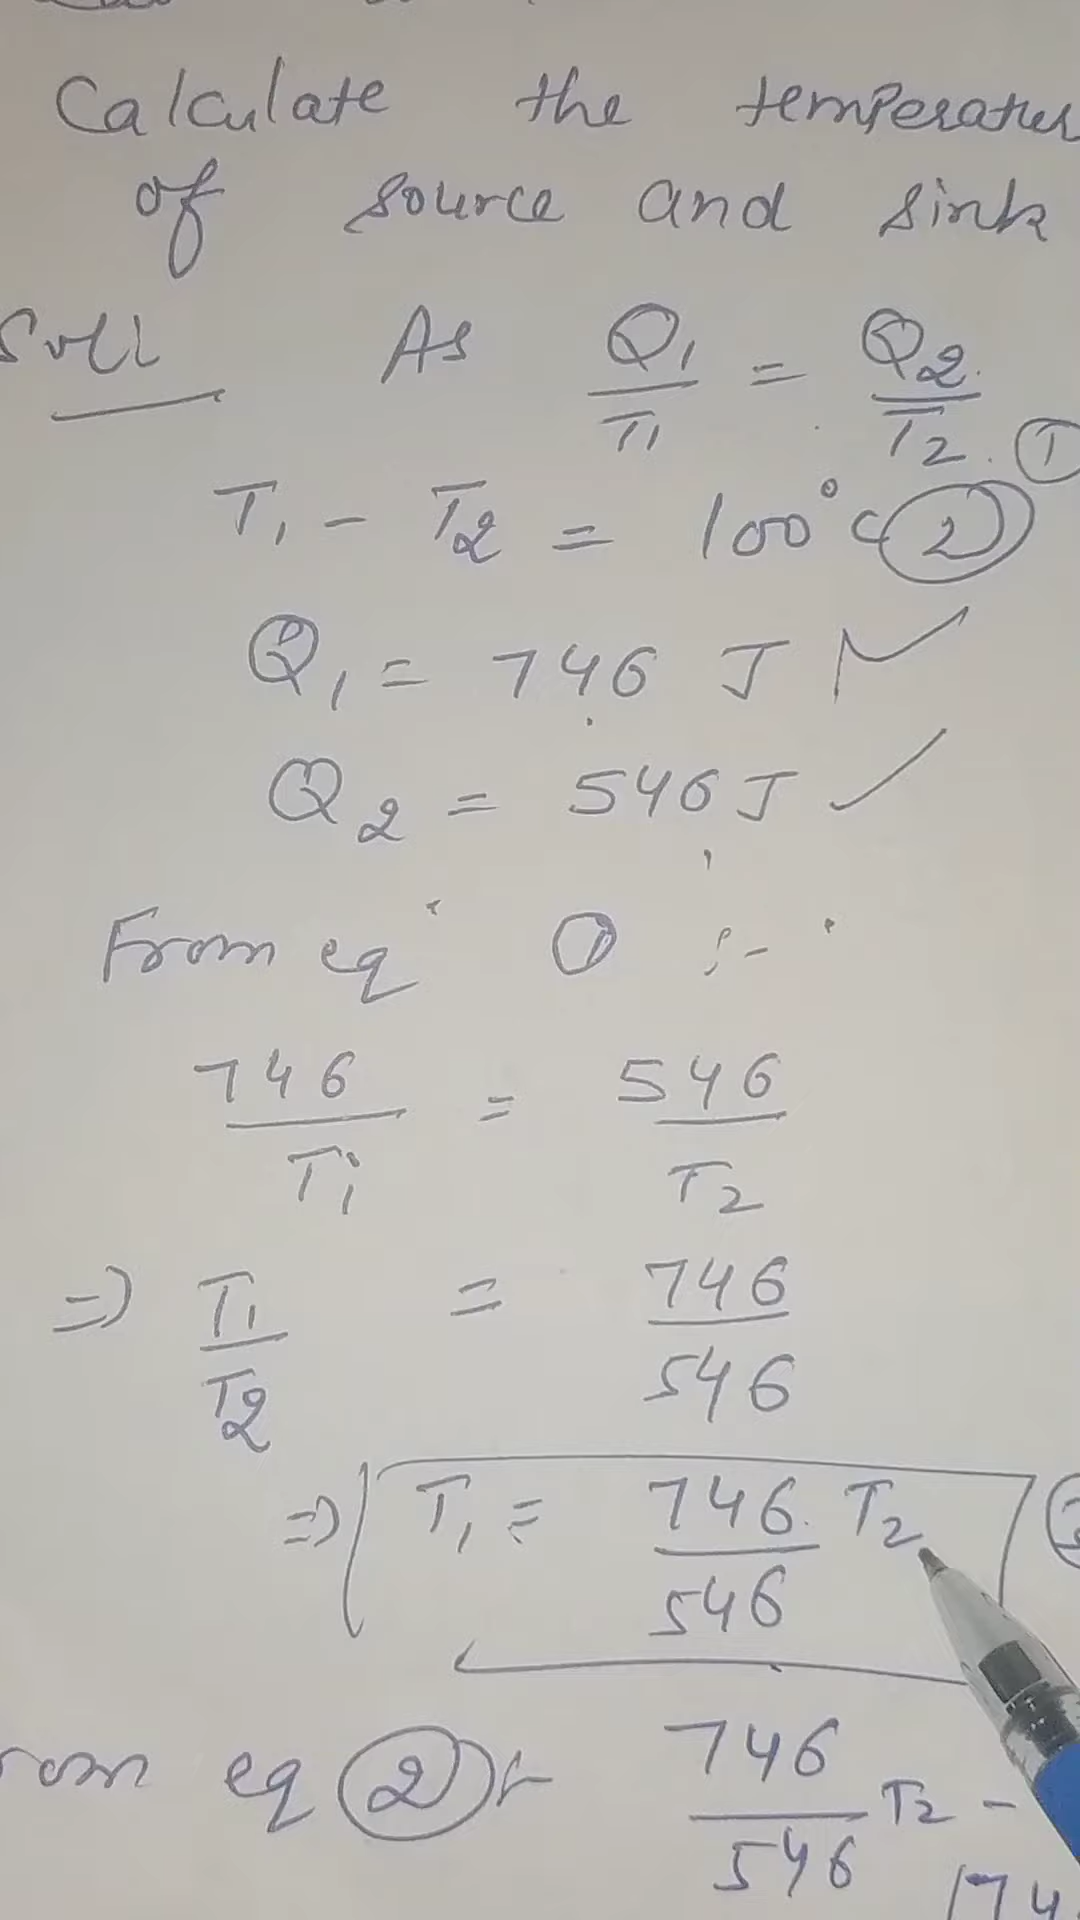 Calculate the temperatur
of source and sink
Soln As Q1/T1 = Q2/T2 . 1
T1 - T2 = 100°C 2
Q1 = 746 J
Q2 = 546 J
From eq 1 :-
746/T1 = 546/T2
=> T1/T2 = 746/546
=> T1 = 746/546 T2
rom eq 2 :- 746/546 T2 -